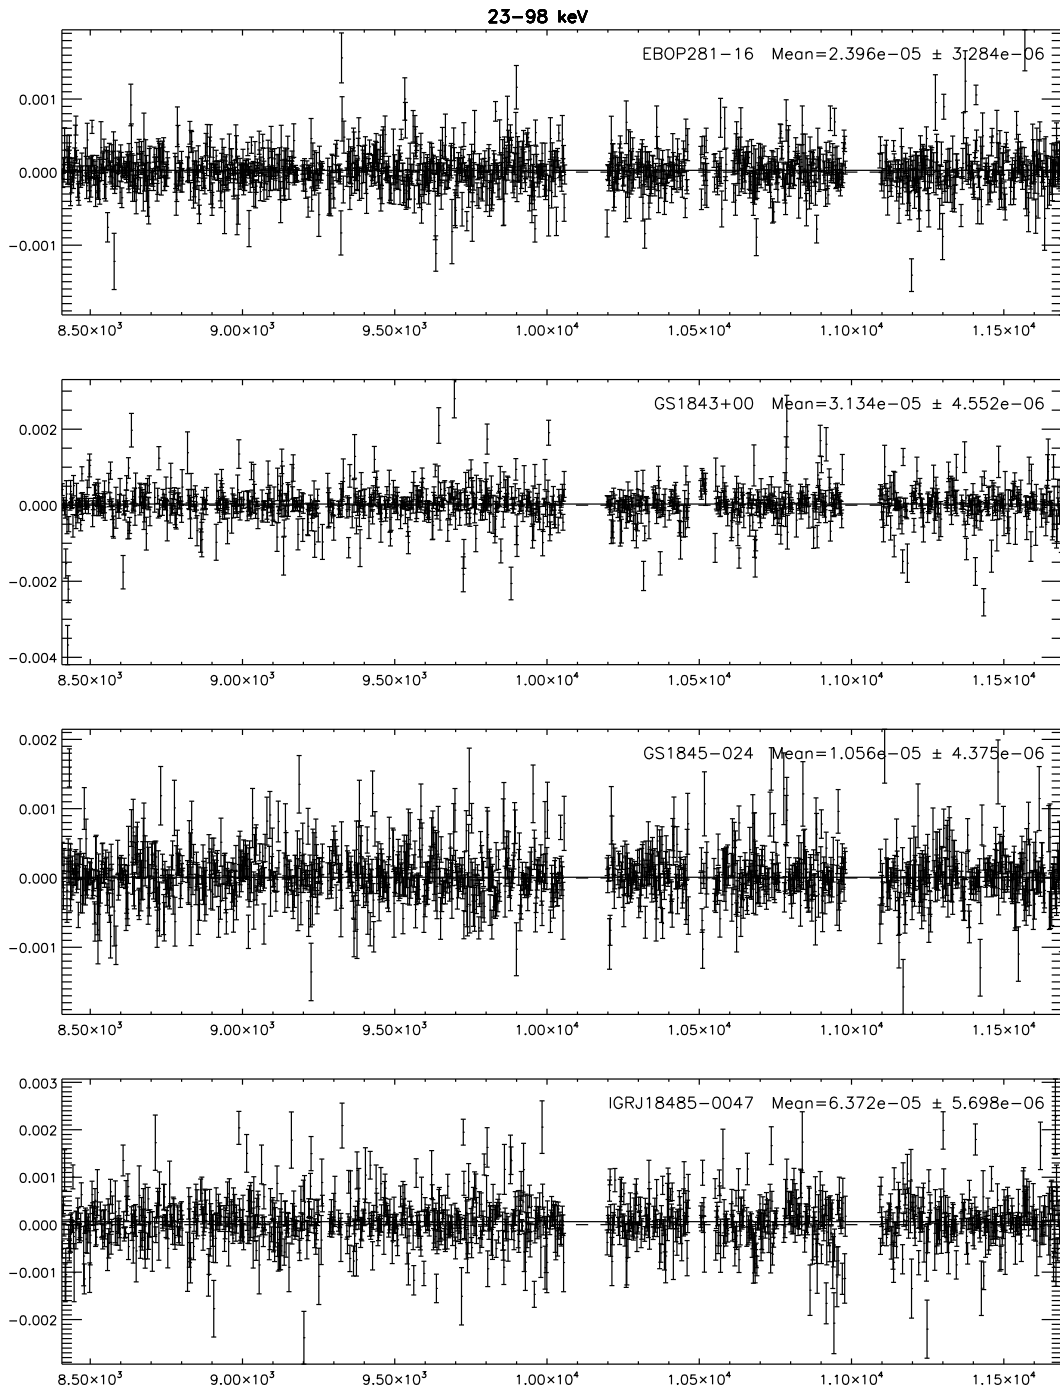 23-98 keV
EBOP281-16 Mean=2.396e-05 ± 3.284e-06
0.001
0.000
-0.001
8.50×10³ 9.00×10³ 9.50×10³ 1.00×10⁴ 1.05×10⁴ 1.10×10⁴ 1.15×10⁴
GS1843+00 Mean=3.134e-05 ± 4.552e-06
0.002
0.000
-0.002
-0.004
8.50×10³ 9.00×10³ 9.50×10³ 1.00×10⁴ 1.05×10⁴ 1.10×10⁴ 1.15×10⁴
0.002
GS1845-024 Mean=1.056e-05 ± 4.375e-06
0.001
0.000
-0.001
8.50×10³ 9.00×10³ 9.50×10³ 1.00×10⁴ 1.05×10⁴ 1.10×10⁴ 1.15×10⁴
0.003
IGRJ18485-0047 Mean=6.372e-05 ± 5.698e-06
0.002
0.001
0.000
-0.001
-0.002
8.50×10³ 9.00×10³ 9.50×10³ 1.00×10⁴ 1.05×10⁴ 1.10×10⁴ 1.15×10⁴